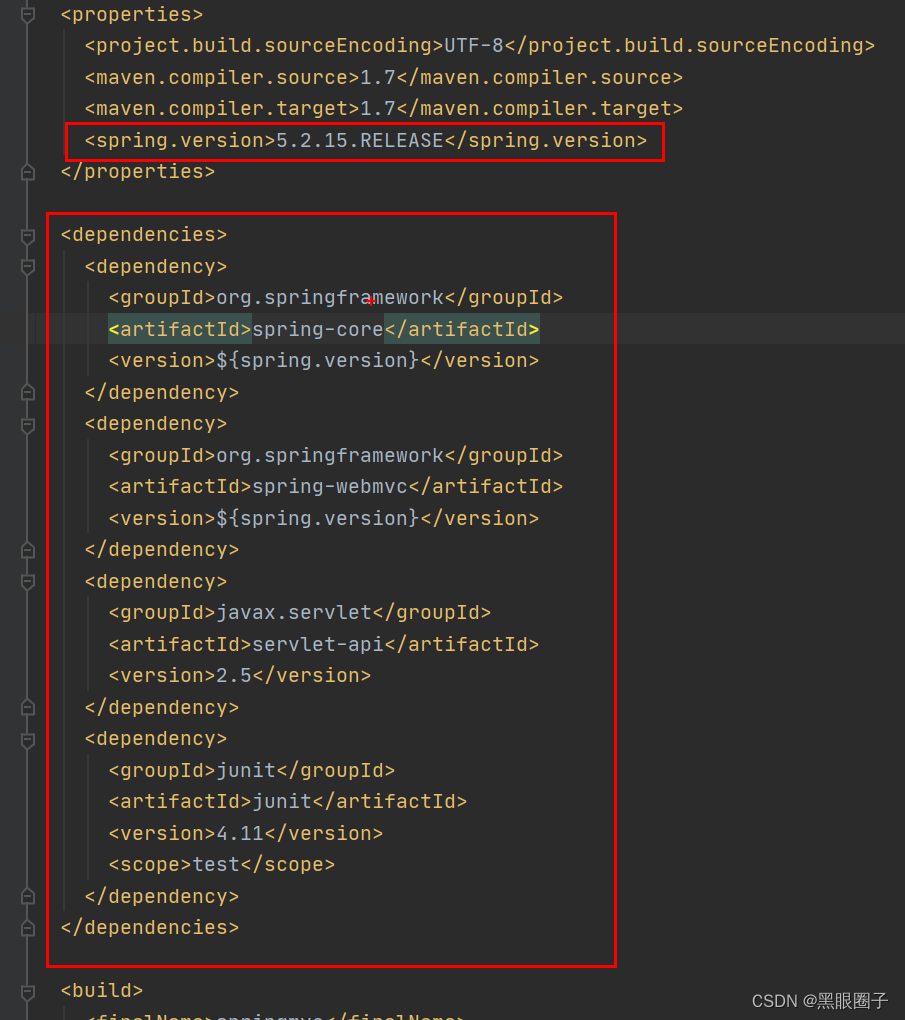 <properties>
<project.build.sourceEncoding>UTF-8</project.build.sourceEncoding>
<maven.compiler.source>1.7</maven.compiler.source>
<maven.compiler.target>1.7</maven.compiler.target>
<spring.version>5.2.15.RELEASE</spring.version>
</properties>
<dependencies>
<dependency>
<groupId>org.springframework</groupId>
<artifactId>spring-core</artifactId>
<version>${spring.version}</version>
</dependency>
<dependency>
<groupId>org.springframework</groupId>
<artifactId>spring-webmvc</artifactId>
<version>${spring.version}</version>
</dependency>
<dependency>
<groupId>javax.servlet</groupId>
<artifactId>servlet-api</artifactId>
<version>2.5</version>
</dependency>
<dependency>
<groupId>junit</groupId>
<artifactId>junit</artifactId>
<version>4.11</version>
<scope>test</scope>
</dependency>
</dependencies>
<build>
<finalName>springmvc</finalName>
CSDN @黑眼圈子